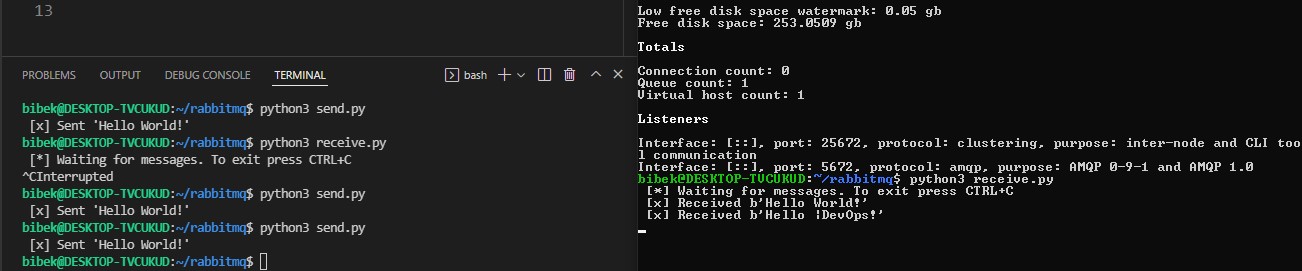 13
PROBLEMS OUTPUT DEBUG CONSOLE TERMINAL bash
bibek@DESKTOP-TVCUKUD:~/rabbitmq$ python3 send.py
[x] Sent 'Hello World!'
bibek@DESKTOP-TVCUKUD:~/rabbitmq$ python3 receive.py
[*] Waiting for messages. To exit press CTRL+C
^CInterrupted
bibek@DESKTOP-TVCUKUD:~/rabbitmq$ python3 send.py
[x] Sent 'Hello World!'
bibek@DESKTOP-TVCUKUD:~/rabbitmq$ python3 send.py
[x] Sent 'Hello World!'
bibek@DESKTOP-TVCUKUD:~/rabbitmq$
Low free disk space watermark: 0.05 gb
Free disk space: 253.0509 gb
Totals
Connection count: 0
Queue count: 1
Virtual host count: 1
Listeners
Interface: [::], port: 25672, protocol: clustering, purpose: inter-node and CLI too
l communication
Interface: [::], port: 5672, protocol: amqp, purpose: AMQP 0-9-1 and AMQP 1.0
bibek@DESKTOP-TVCUKUD:~/rabbitmq$ python3 receive.py
[*] Waiting for messages. To exit press CTRL+C
[x] Received b'Hello World!'
[x] Received b'Hello !DevOps!'